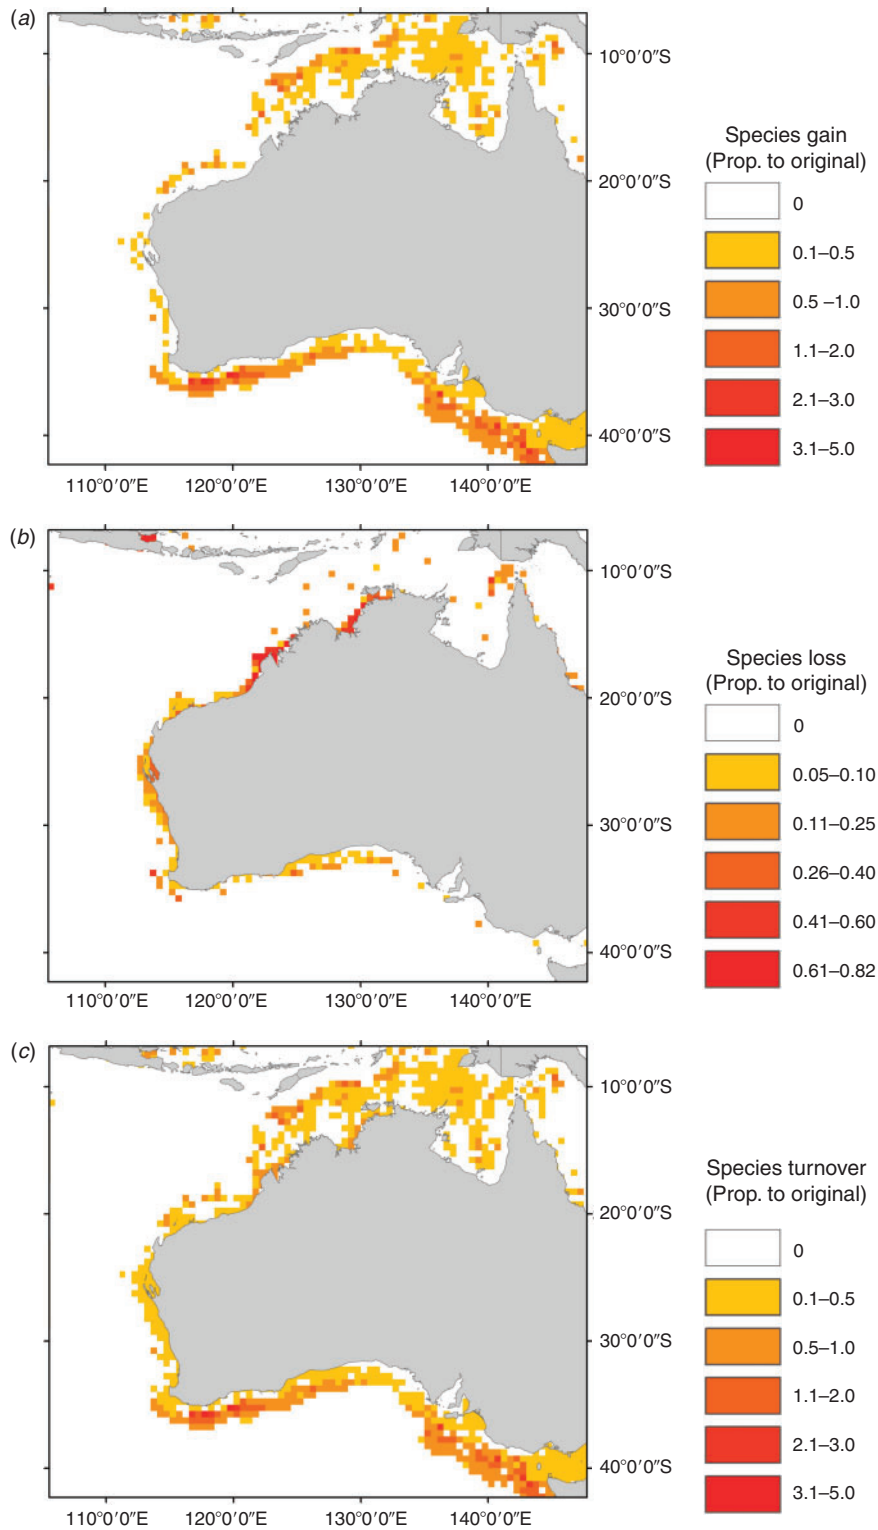 (a)
10°0′0″S
20°0′0″S
30°0′0″S
40°0′0″S
110°0′0″E 120°0′0″E 130°0′0″E 140°0′0″E
Species gain
(Prop. to original)
0
0.1–0.5
0.5 –1.0
1.1–2.0
2.1–3.0
3.1–5.0
(b)
10°0′0″S
20°0′0″S
30°0′0″S
40°0′0″S
110°0′0″E 120°0′0″E 130°0′0″E 140°0′0″E
Species loss
(Prop. to original)
0
0.05–0.10
0.11–0.25
0.26–0.40
0.41–0.60
0.61–0.82
(c)
10°0′0″S
20°0′0″S
30°0′0″S
40°0′0″S
110°0′0″E 120°0′0″E 130°0′0″E 140°0′0″E
Species turnover
(Prop. to original)
0
0.1–0.5
0.5–1.0
1.1–2.0
2.1–3.0
3.1–5.0